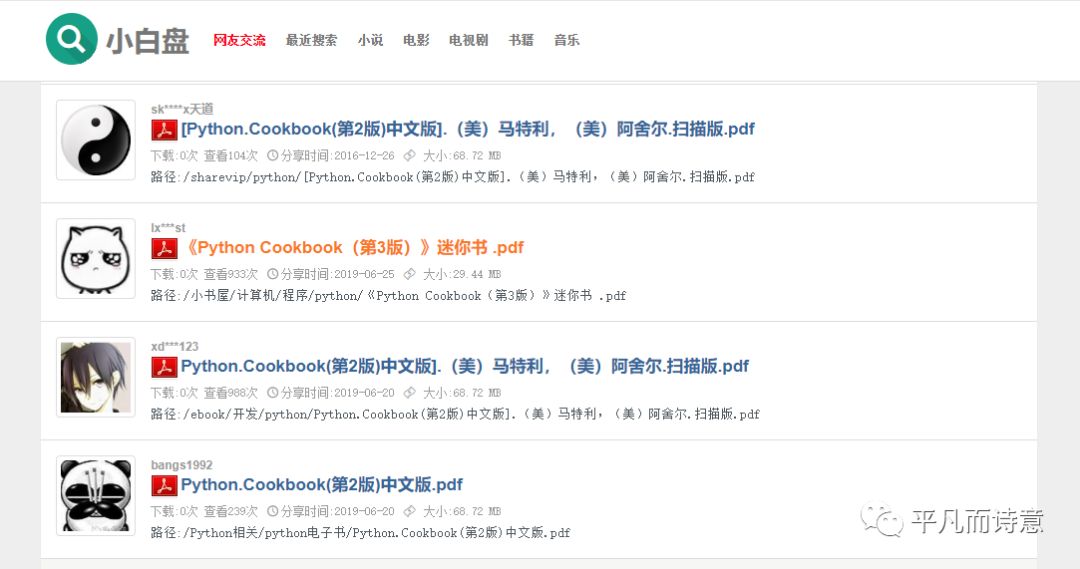 小白盘 网友交流 最近搜索 小说 电影 电视剧 书籍 音乐
sk****x天道
[Python.Cookbook(第2版)中文版].（美）马特利，（美）阿舍尔.扫描版.pdf
下载:0次 查看104次 分享时间:2016-12-26 大小:68.72 MB
路径:/sharevip/python/[Python.Cookbook(第2版)中文版].（美）马特利，（美）阿舍尔.扫描版.pdf
lx***st
《Python Cookbook（第3版）》迷你书 .pdf
下载:0次 查看933次 分享时间:2019-06-25 大小:29.44 MB
路径:/小书屋/计算机/程序/python/《Python Cookbook（第3版）》迷你书 .pdf
xd***123
Python.Cookbook(第2版)中文版].（美）马特利，（美）阿舍尔.扫描版.pdf
下载:0次 查看988次 分享时间:2019-06-20 大小:68.72 MB
路径:/ebook/开发/python/Python.Cookbook(第2版)中文版].（美）马特利，（美）阿舍尔.扫描版.pdf
bangs1992
Python.Cookbook(第2版)中文版.pdf
下载:0次 查看239次 分享时间:2019-06-20 大小:68.72 MB
路径:/Python相关/python电子书/Python.Cookbook(第2版)中文版.pdf
平凡而诗意